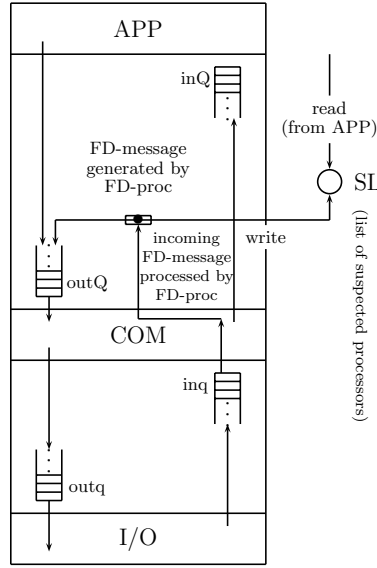 APP
inQ
read
(from APP)
FD-message
generated by
FD-proc
SL
(list of suspected processors)
incoming
FD-message
processed by
FD-proc
write
outQ
COM
inq
outq
I/O